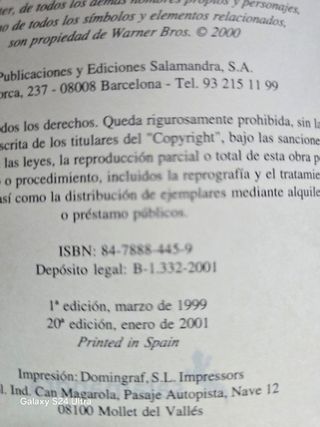 de todos los demás nombres propios y personajes,
no de todos los símbolos y elementos relacionados,
son propiedad de Warner Bros. © 2000
Publicaciones y Ediciones Salamandra, S.A.
orca, 237 - 08008 Barcelona - Tel. 93 215 11 99
dos los derechos. Queda rigurosamente prohibida, sin la
scrita de los titulares del "Copyright", bajo las sancione
las leyes, la reproducción parcial o total de esta obra p
o procedimiento, incluidos la reprografía y el tratamie
así como la distribución de ejemplares mediante alquile
o préstamo públicos.
ISBN: 84-7888-445-9
Depósito legal: B-1.332-2001
1ª edición, marzo de 1999
20ª edición, enero de 2001
Printed in Spain
Impresión: Domingraf, S.L. Impressors
l. Ind. Can Magarola, Pasaje Autopista, Nave 12
08100 Mollet del Vallés
Galaxy S24 Ultra